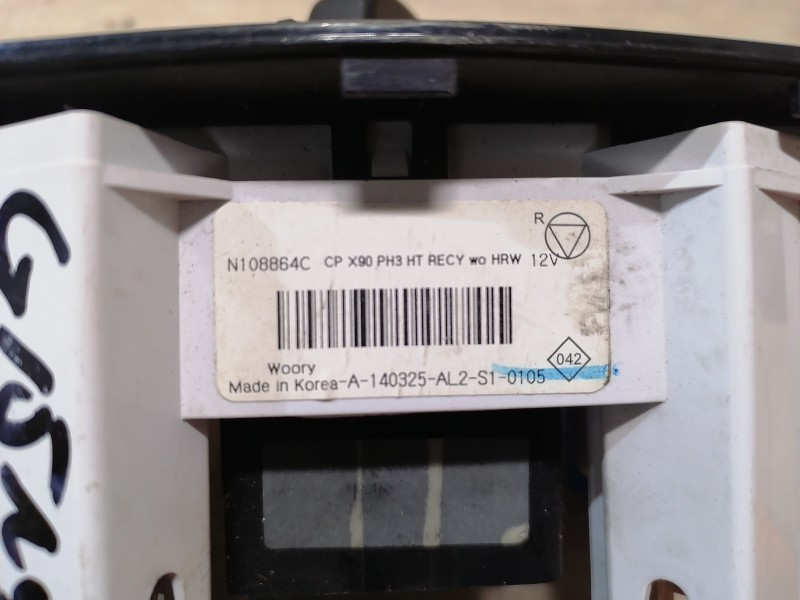 R
N108864C CP X90 PH3 HT RECY wo HRW 12V
042
Woory
Made in Korea-A-140325-AL2-S1-0105